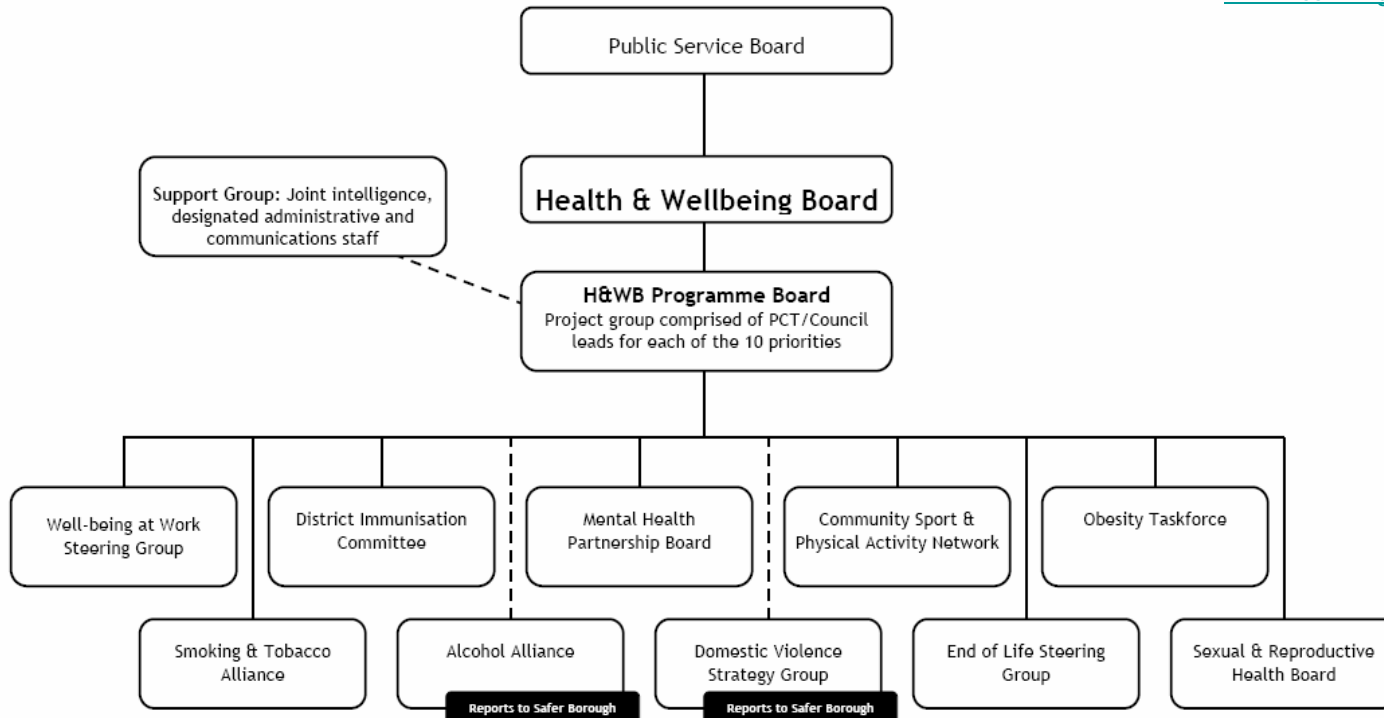 Public Service Board
Support Group: Joint intelligence,
designated administrative and
communications staff
Health & Wellbeing Board
H&WB Programme Board
Project group comprised of PCT/Council
leads for each of the 10 priorities
Well-being at Work
Steering Group
District Immunisation
Committee
Mental Health
Partnership Board
Community Sport &
Physical Activity Network
Obesity Taskforce
Smoking & Tobacco
Alliance
Alcohol Alliance
Reports to Safer Borough
Domestic Violence
Strategy Group
Reports to Safer Borough
End of Life Steering
Group
Sexual & Reproductive
Health Board